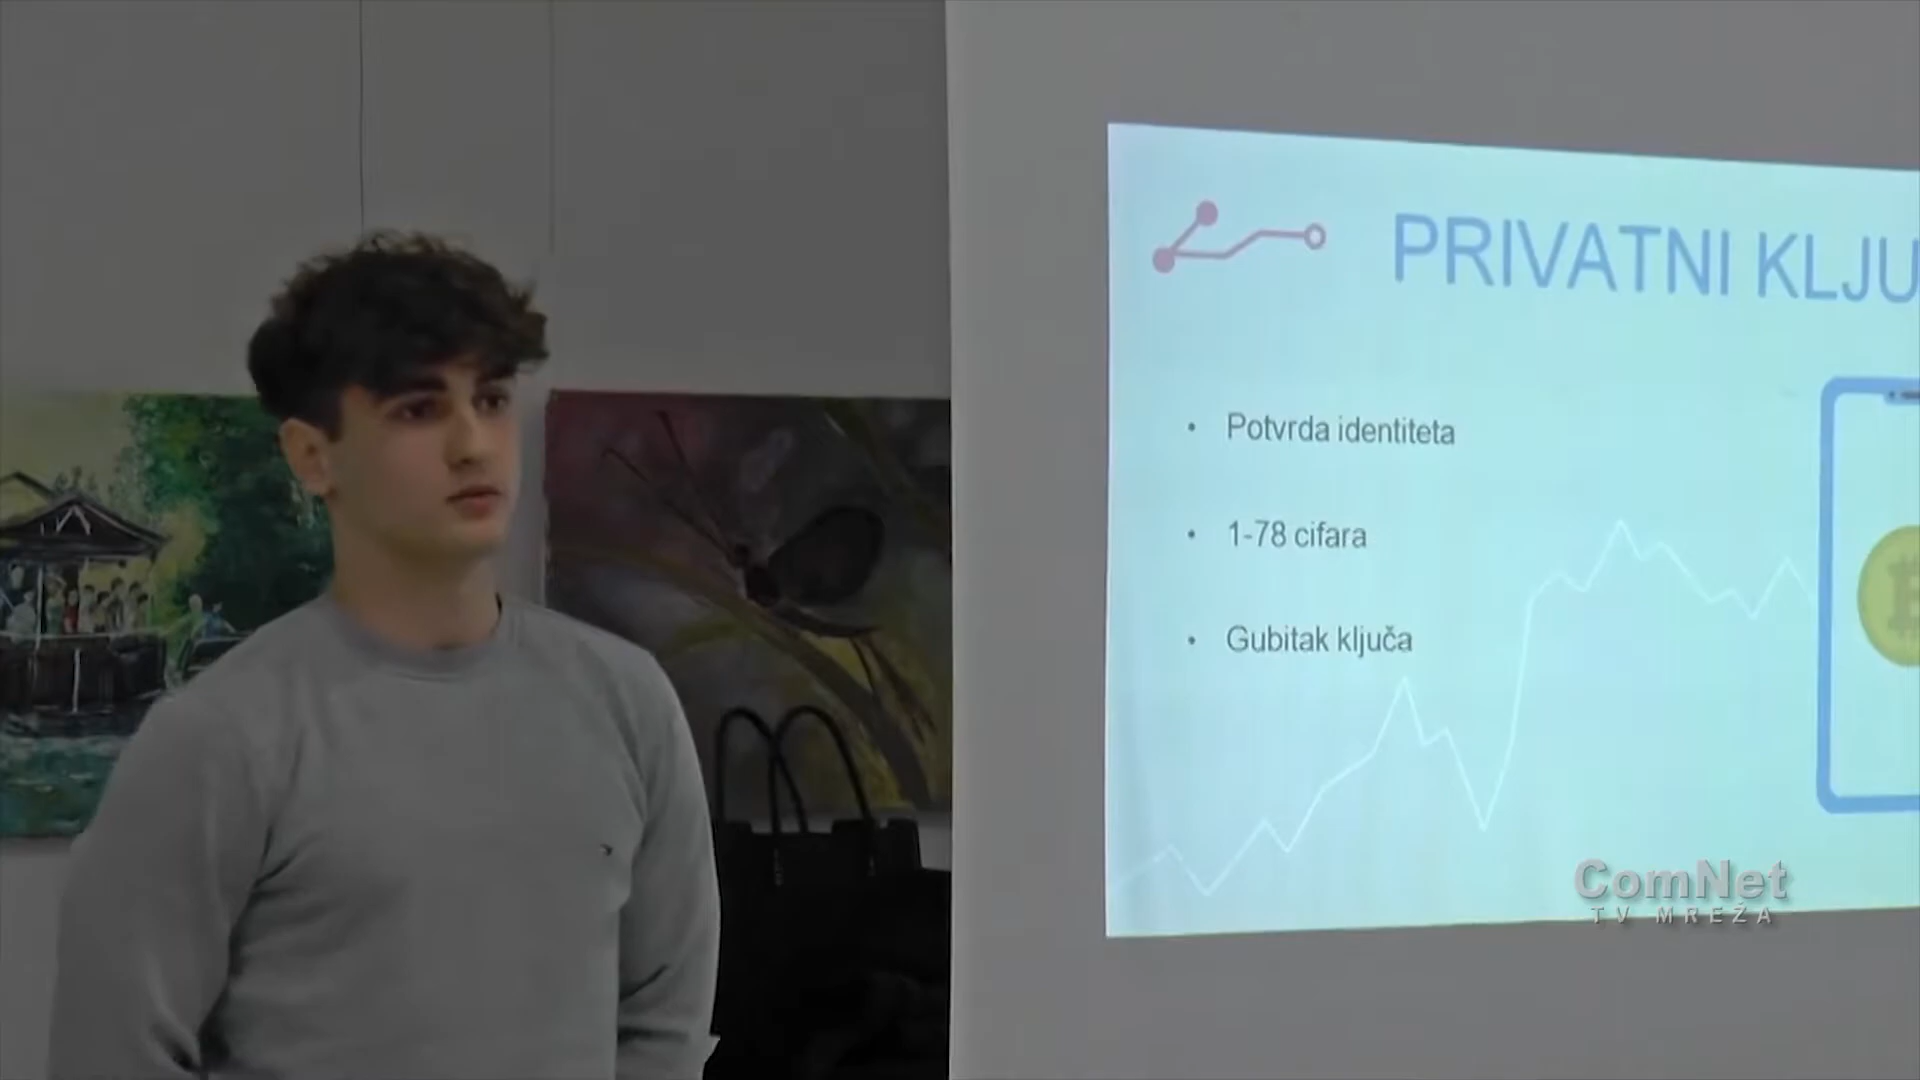 PRIVATNI KLJU
• Potvrda identiteta
• 1-78 cifara
• Gubitak ključa
ComNet
TV MREŽA